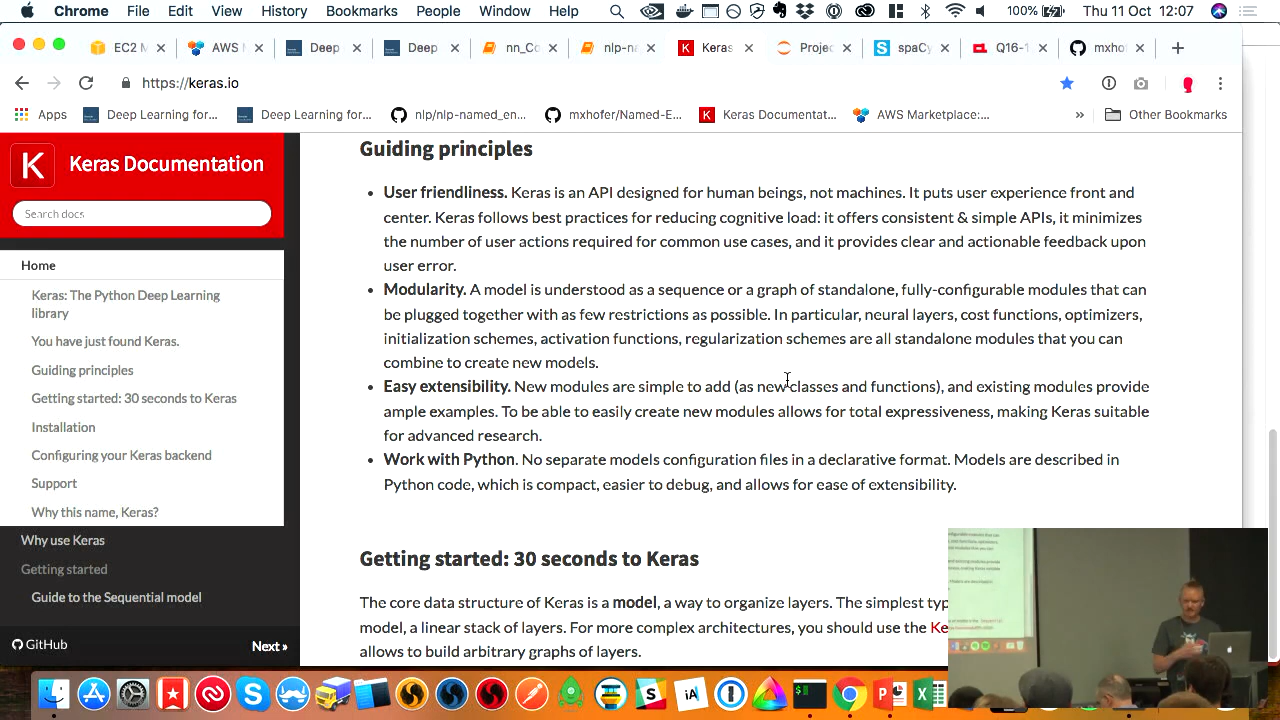 Chrome File Edit View History Bookmarks People Window Help 100% Thu 11 Oct 12:07
EC2 M AWS M Deep Deep nn_Co nlp-na Keras Projec spaCy Q16-1 mxhof
https://keras.io
Apps Deep Learning for... Deep Learning for... nlp/nlp-named_en... mxhofer/Named-E... Keras Documentat... AWS Marketplace:... » Other Bookmarks
K Keras Documentation
Search docs
Home
Keras: The Python Deep Learning
library
You have just found Keras.
Guiding principles
Getting started: 30 seconds to Keras
Installation
Configuring your Keras backend
Support
Why this name, Keras?
Why use Keras
Getting started
Guide to the Sequential model
GitHub Next »
Guiding principles
• User friendliness. Keras is an API designed for human beings, not machines. It puts user experience front and
center. Keras follows best practices for reducing cognitive load: it offers consistent & simple APIs, it minimizes
the number of user actions required for common use cases, and it provides clear and actionable feedback upon
user error.
• Modularity. A model is understood as a sequence or a graph of standalone, fully-configurable modules that can
be plugged together with as few restrictions as possible. In particular, neural layers, cost functions, optimizers,
initialization schemes, activation functions, regularization schemes are all standalone modules that you can
combine to create new models.
• Easy extensibility. New modules are simple to add (as new classes and functions), and existing modules provide
ample examples. To be able to easily create new modules allows for total expressiveness, making Keras suitable
for advanced research.
• Work with Python. No separate models configuration files in a declarative format. Models are described in
Python code, which is compact, easier to debug, and allows for ease of extensibility.
Getting started: 30 seconds to Keras
The core data structure of Keras is a model, a way to organize layers. The simplest typ
model, a linear stack of layers. For more complex architectures, you should use the Ke
allows to build arbitrary graphs of layers.